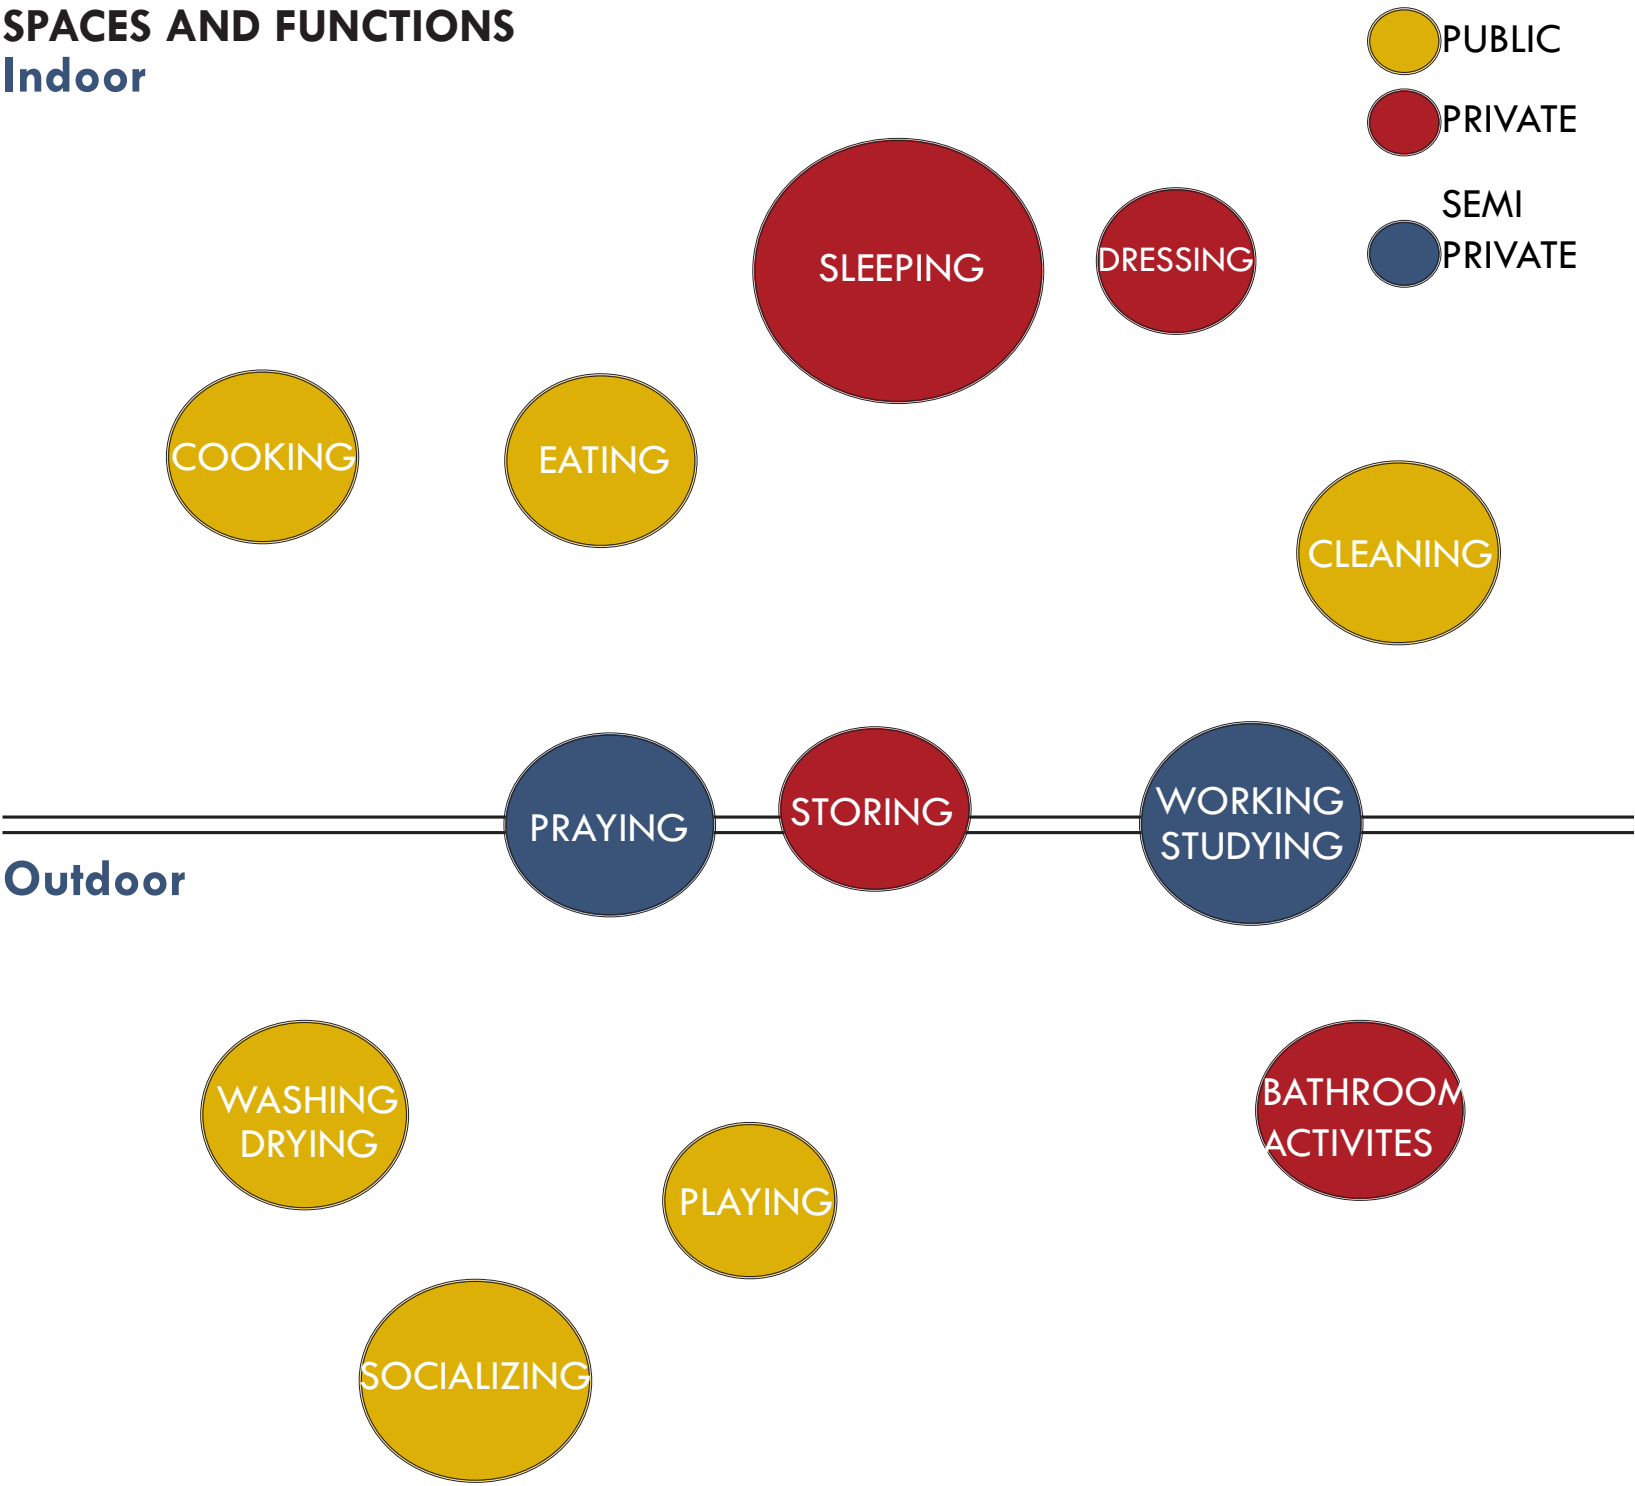 SPACES AND FUNCTIONS
Indoor
PUBLIC
PRIVATE
SEMI
PRIVATE
SLEEPING
DRESSING
COOKING
EATING
CLEANING
PRAYING
STORING
WORKING
STUDYING
Outdoor
WASHING
DRYING
PLAYING
BATHROOM
ACTIVITES
SOCIALIZING